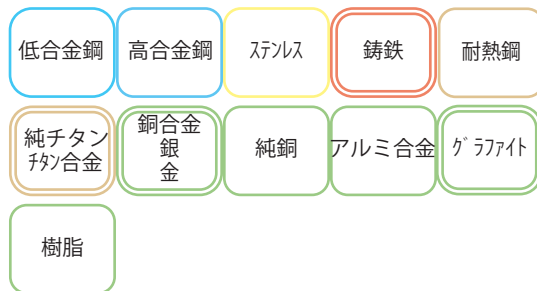 低合金鋼
高合金鋼
ｽﾃﾝﾚｽ
鋳鉄
耐熱鋼
純チタン
ﾁﾀﾝ合金
銅合金
銀
金
純銅
アルミ合金
ｸﾞﾗﾌｧｲﾄ
樹脂